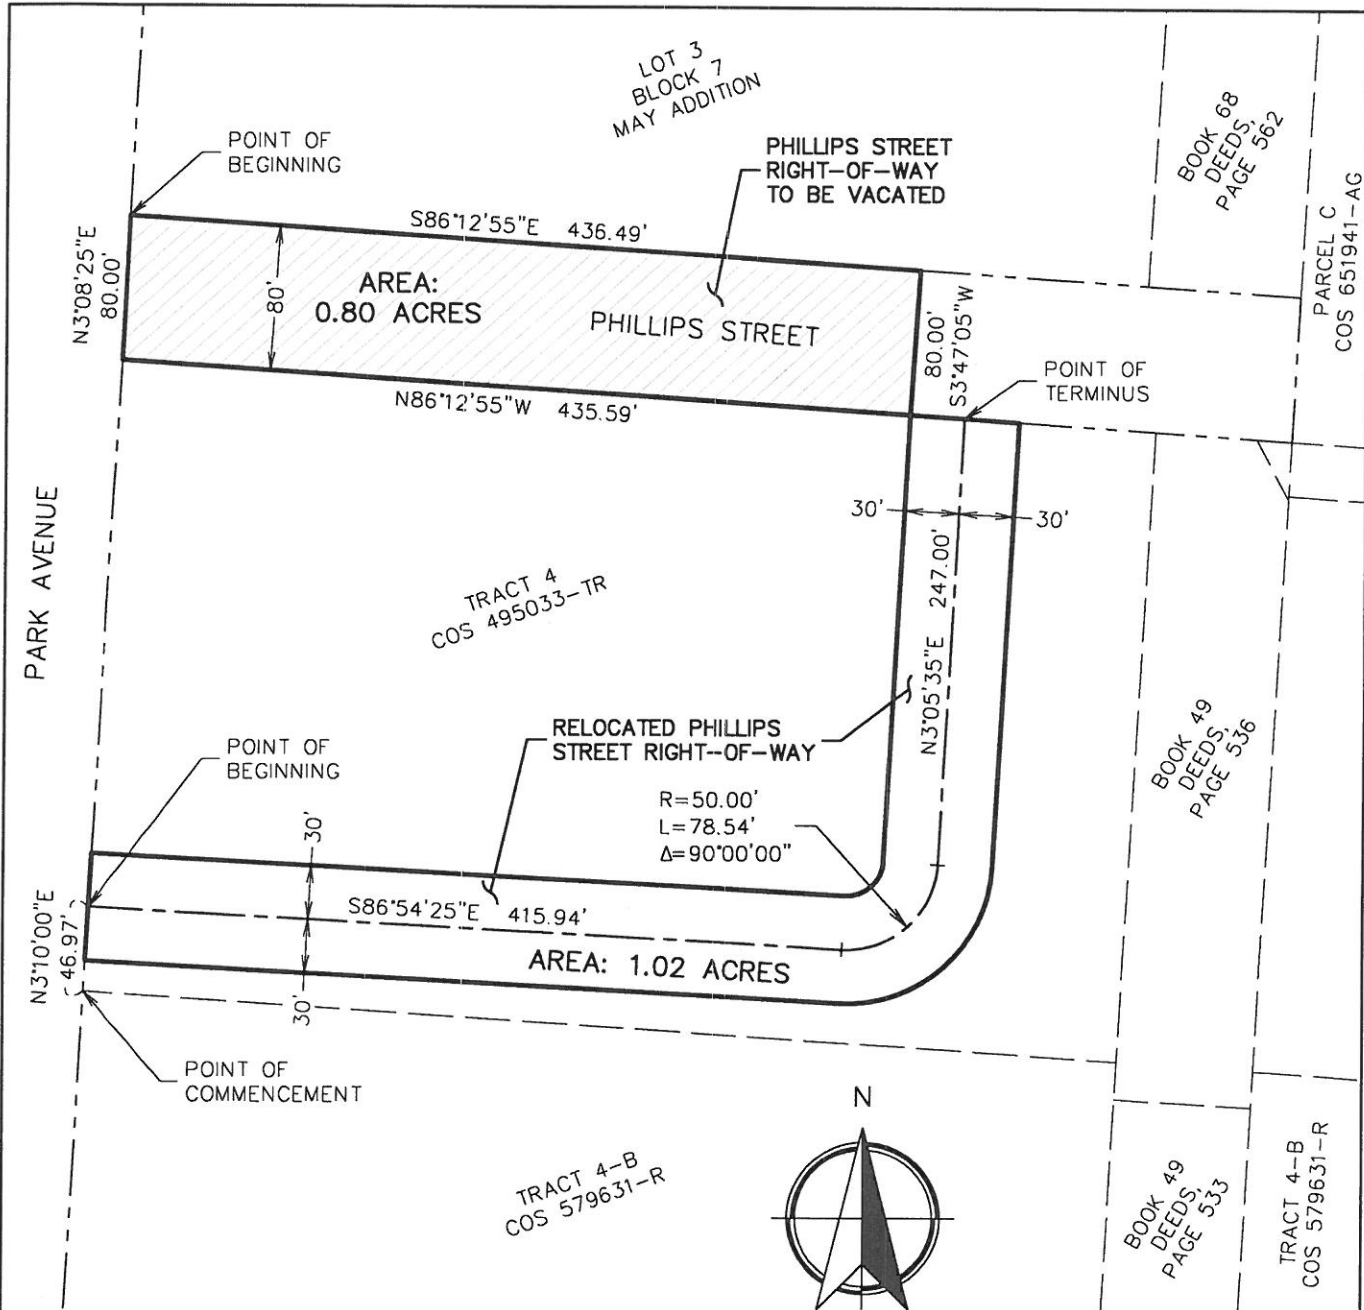 LOT 3
BLOCK 7
MAY ADDITION
BOOK 68
DEEDS,
PAGE 562
PARCEL C
COS 651941-AG
POINT OF
BEGINNING
PHILLIPS STREET
RIGHT-OF-WAY
TO BE VACATED
S86°12'55"E 436.49'
N3°08'25"E
80.00'
80'
AREA:
0.80 ACRES
PHILLIPS STREET
80.00'
S3°47'05"W
POINT OF
TERMINUS
N86°12'55"W 435.59'
PARK AVENUE
30'
30'
TRACT 4
COS 495033-TR
N3°05'35"E 247.00'
BOOK 49
DEEDS,
PAGE 536
RELOCATED PHILLIPS
STREET RIGHT--OF-WAY
POINT OF
BEGINNING
R=50.00'
L=78.54'
Δ=90°00'00"
30'
S86°54'25"E 415.94'
N3°10'00"E
46.97'
AREA: 1.02 ACRES
30'
POINT OF
COMMENCEMENT
N
TRACT 4-B
COS 579631-R
BOOK 49
DEEDS,
PAGE 533
TRACT 4-B
COS 579631-R